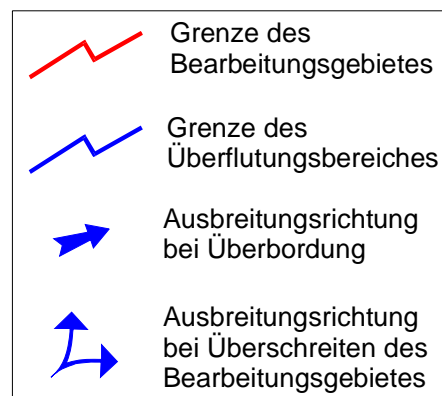 Grenze des
Bearbeitungsgebietes
Grenze des
Überflutungsbereiches
Ausbreitungsrichtung
bei Überbordung
Ausbreitungsrichtung
bei Überschreiten des
Bearbeitungsgebietes